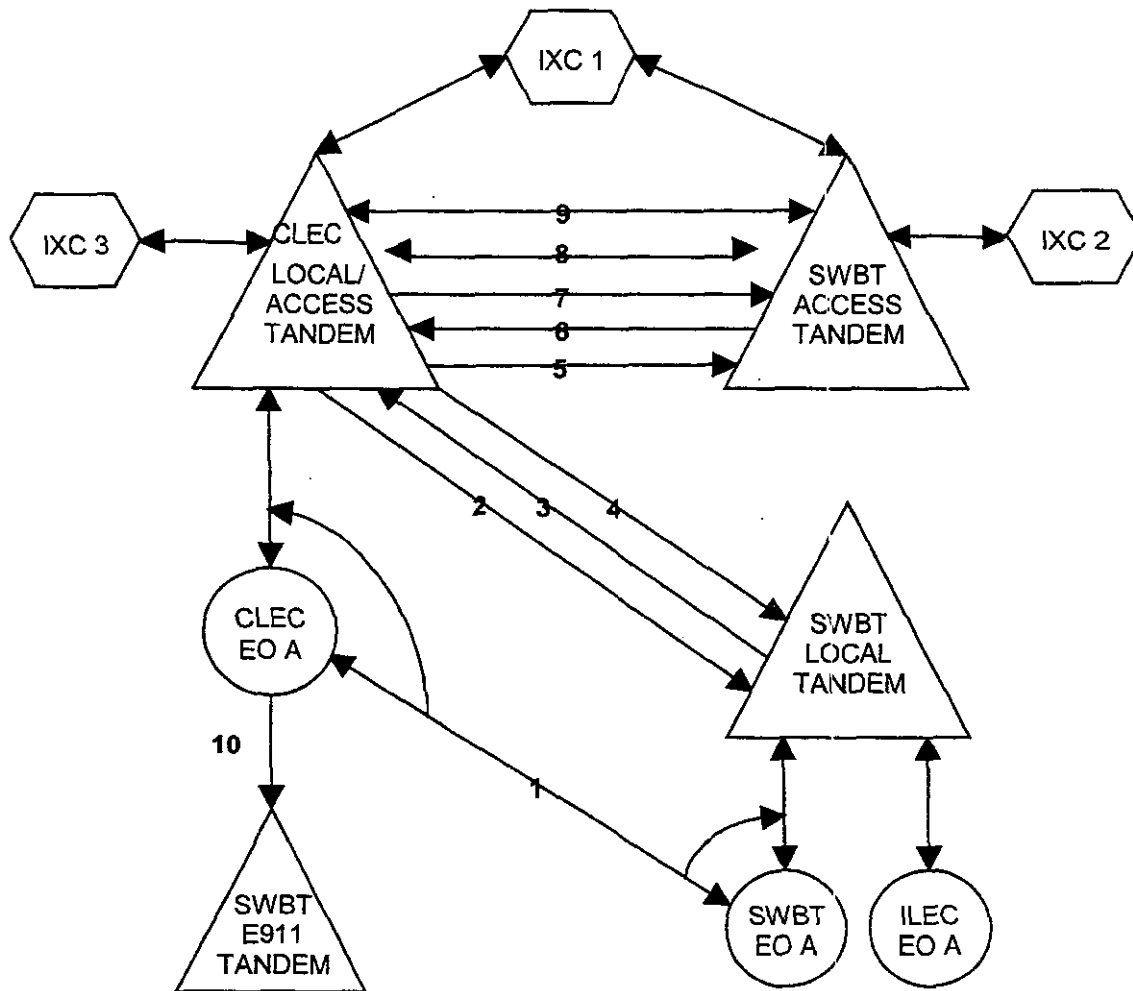 IXC 1
IXC 3
CLEC
LOCAL/
ACCESS
TANDEM
9
8
7
6
5
SWBT
ACCESS
TANDEM
IXC 2
2
3
4
CLEC
EO A
SWBT
LOCAL
TANDEM
10
1
SWBT
E911
TANDEM
SWBT
EO A
ILEC
EO A